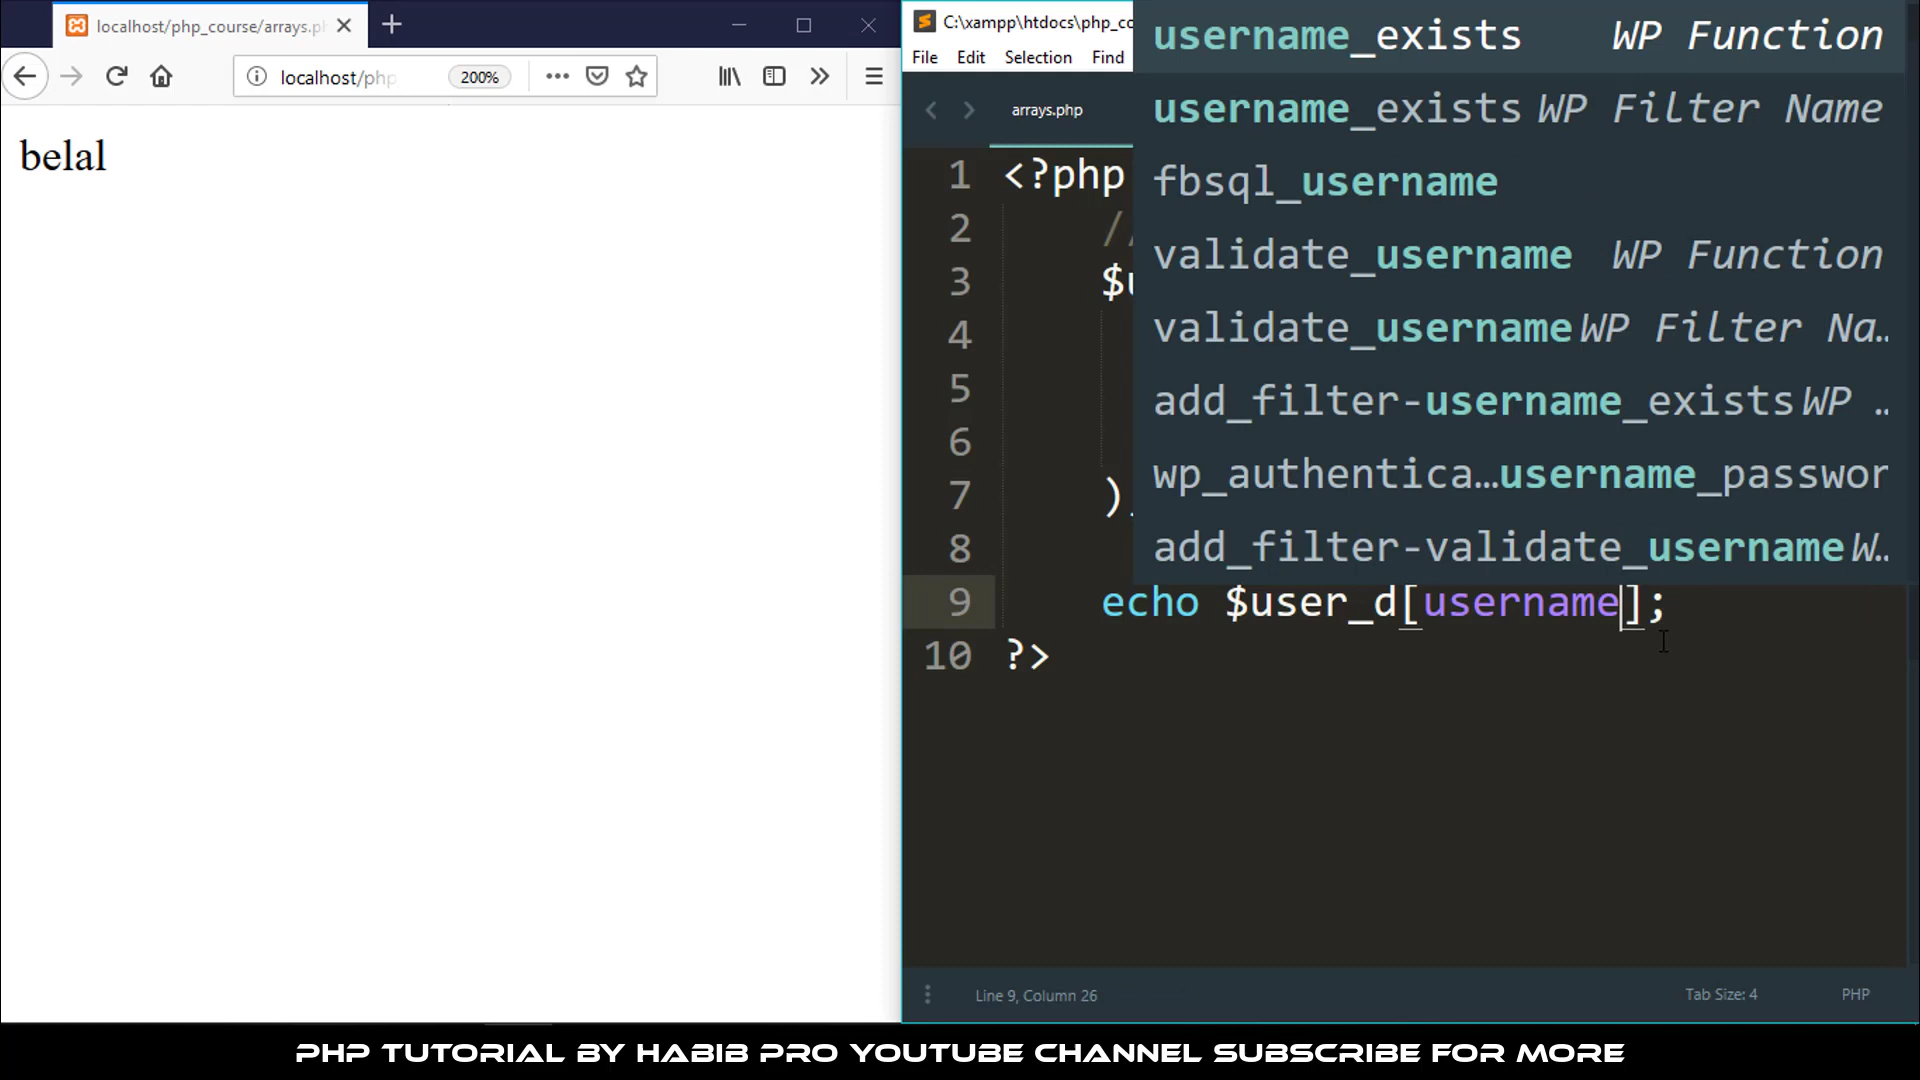 localhost/php_course/arrays.p
localhost/php
200%
belal
C:\xampp\htdocs\php_co
File Edit Selection Find
arrays.php
username_exists WP Function
username_exists WP Filter Name
fbsql_username
validate_username WP Function
validate_username WP Filter Na…
add_filter-username_exists WP …
wp_authentica…username_passwor
add_filter-validate_username W…
1 <?php
2 //
3 $u
4
5
6
7 )
8
9 echo $user_d[username];
10 ?>
Line 9, Column 26
Tab Size: 4
PHP
PHP TUTORIAL BY HABIB PRO YOUTUBE CHANNEL SUBSCRIBE FOR MORE